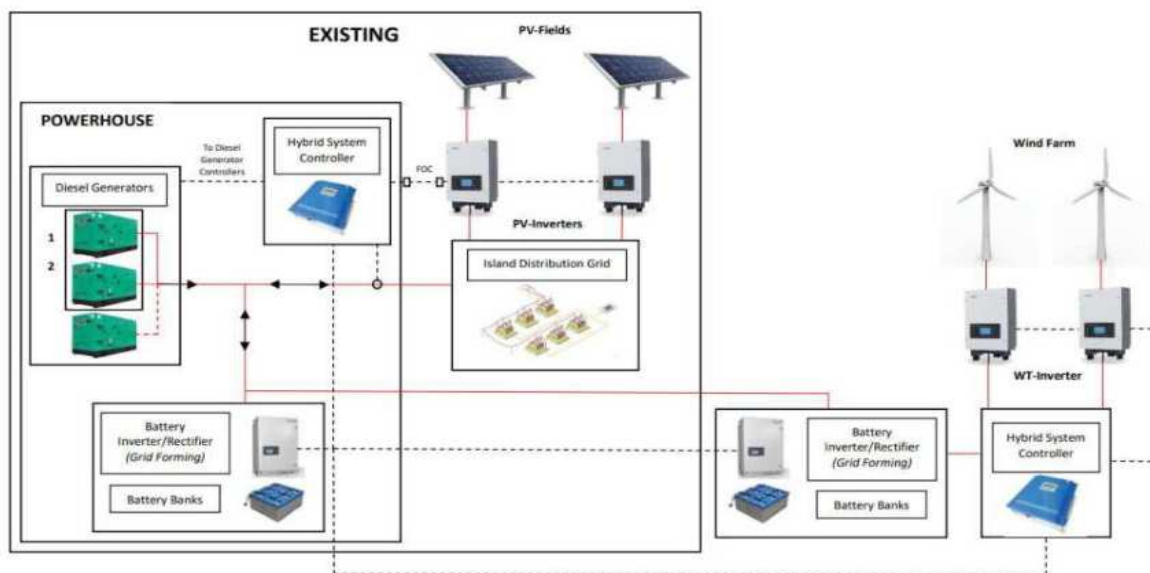 EXISTING
PV-Fields
POWERHOUSE
To Diesel
Generator
Controllers
Hybrid System
Controller
FOC
Diesel Generators
1
2
PV-Inverters
Island Distribution Grid
Wind Farm
WT-Inverter
Battery
Inverter/Rectifier
(Grid Forming)
Battery Banks
Battery
Inverter/Rectifier
(Grid Forming)
Battery Banks
Hybrid System
Controller